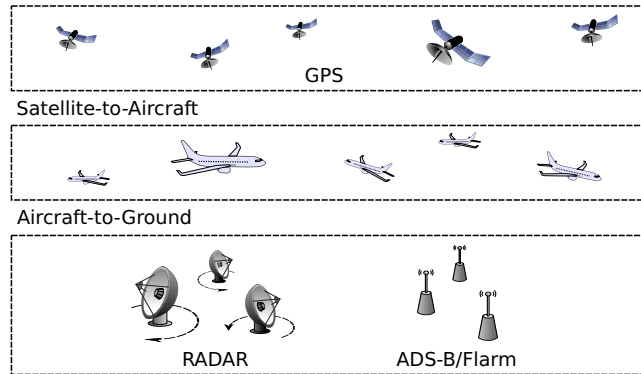 GPS
Satellite-to-Aircraft
Aircraft-to-Ground
RADAR
ADS-B/Flarm